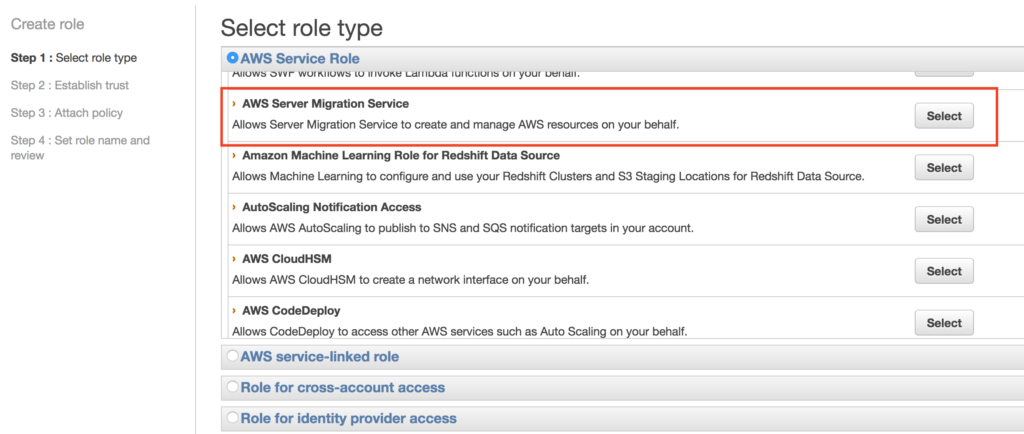 Create role
Step 1 : Select role type
Step 2 : Establish trust
Step 3 : Attach policy
Step 4 : Set role name and
review
Select role type
AWS Service Role
Allows SWF workflows to invoke Lambda functions on your behalf.
AWS Server Migration Service
Allows Server Migration Service to create and manage AWS resources on your behalf.
Select
Amazon Machine Learning Role for Redshift Data Source
Allows Machine Learning to configure and use your Redshift Clusters and S3 Staging Locations for Redshift Data Source.
Select
AutoScaling Notification Access
Allows AWS AutoScaling to publish to SNS and SQS notification targets in your account.
Select
AWS CloudHSM
Allows AWS CloudHSM to create a network interface on your behalf.
Select
AWS CodeDeploy
Allows CodeDeploy to access other AWS services such as Auto Scaling on your behalf.
Select
AWS service-linked role
Role for cross-account access
Role for identity provider access